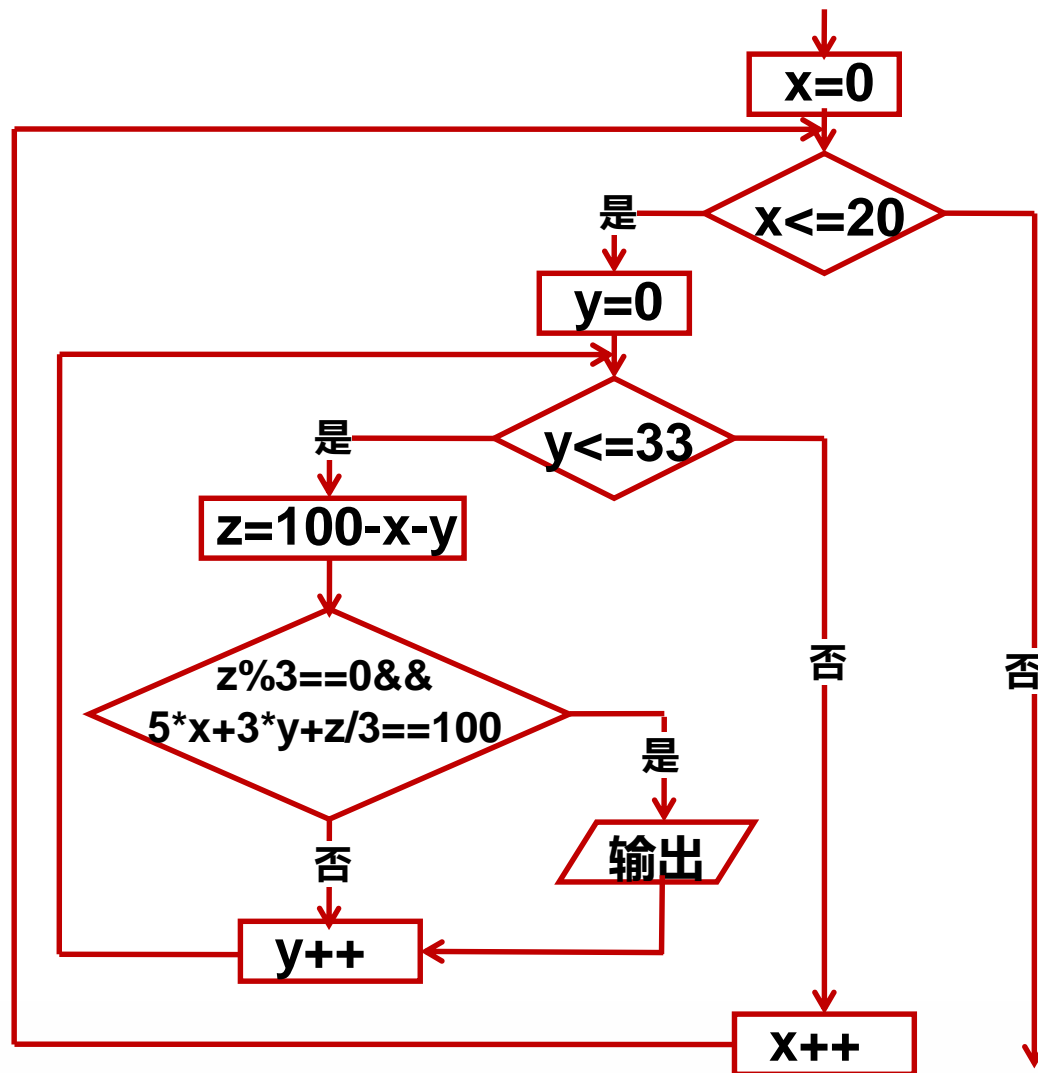 x=0
x<=20
是
y=0
y<=33
是
z=100-x-y
z%3==0&&
5*x+3*y+z/3==100
否
否
是
输出
否
y++
x++